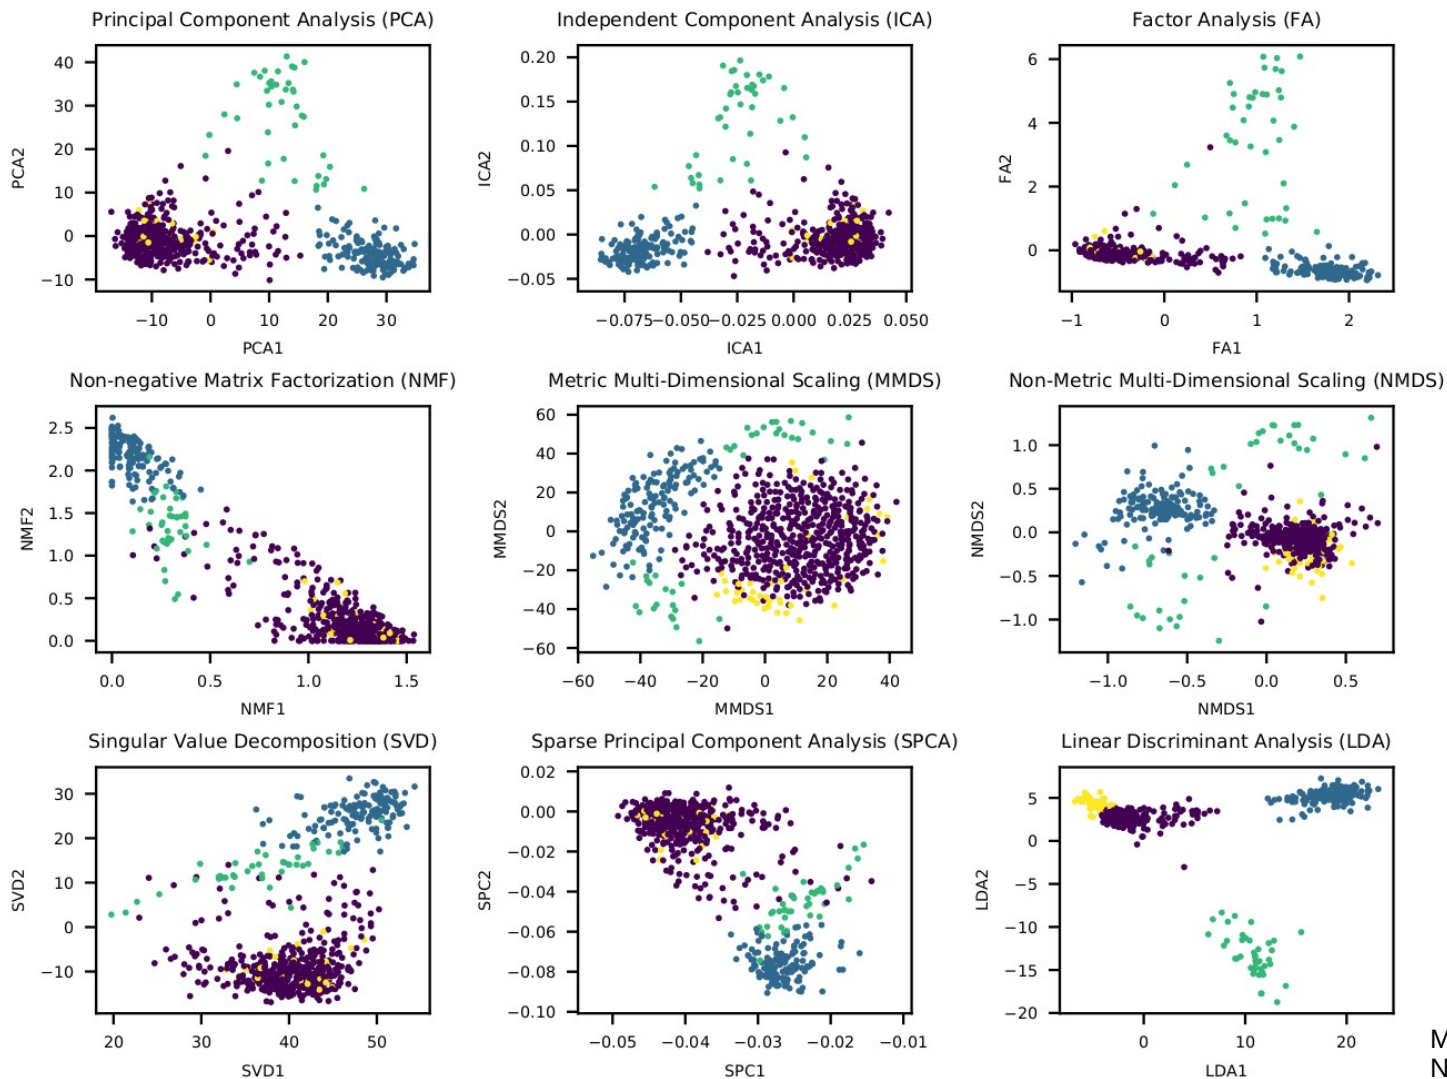 Principal Component Analysis (PCA)
Independent Component Analysis (ICA)
Factor Analysis (FA)
40
30
20
10
0
−10
PCA2
−10 0 10 20 30
PCA1
0.20
0.15
0.10
0.05
0.00
−0.05
ICA2
−0.075 −0.050 −0.025 0.000 0.025 0.050
ICA1
6
4
2
0
FA2
−1 0 1 2
FA1
Non-negative Matrix Factorization (NMF)
Metric Multi-Dimensional Scaling (MMDS)
Non-Metric Multi-Dimensional Scaling (NMDS)
2.5
2.0
1.5
1.0
0.5
0.0
NMF2
0.0 0.5 1.0 1.5
NMF1
60
40
20
0
−20
−40
−60
MMDS2
−60 −40 −20 0 20 40
MMDS1
1.0
0.5
0.0
−0.5
−1.0
NMDS2
−1.0 −0.5 0.0 0.5
NMDS1
Singular Value Decomposition (SVD)
Sparse Principal Component Analysis (SPCA)
Linear Discriminant Analysis (LDA)
30
20
10
0
−10
SVD2
20 30 40 50
SVD1
0.02
0.00
−0.02
−0.04
−0.06
−0.08
−0.10
SPC2
−0.05 −0.04 −0.03 −0.02 −0.01
SPC1
5
0
−5
−10
−15
−20
LDA2
0 10 20
LDA1
M
N